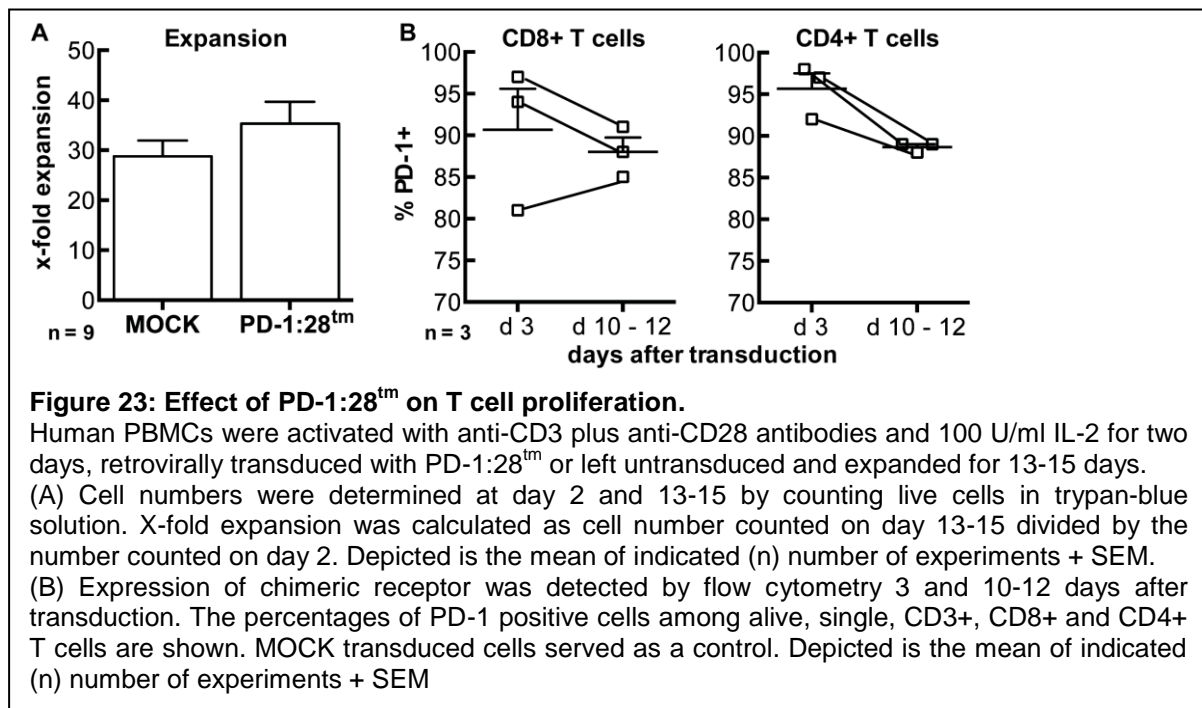 A
Expansion
x-fold expansion
50
40
30
20
10
0
n = 9
MOCK
PD-1:28tm
B
CD8+ T cells
% PD-1+
100
95
90
85
80
75
70
n = 3
d 3
d 10 - 12
CD4+ T cells
100
95
90
85
80
75
70
d 3
d 10 - 12
days after transduction
Figure 23: Effect of PD-1:28tm on T cell proliferation.
Human PBMCs were activated with anti-CD3 plus anti-CD28 antibodies and 100 U/ml IL-2 for two
days, retrovirally transduced with PD-1:28tm or left untransduced and expanded for 13-15 days.
(A) Cell numbers were determined at day 2 and 13-15 by counting live cells in trypan-blue
solution. X-fold expansion was calculated as cell number counted on day 13-15 divided by the
number counted on day 2. Depicted is the mean of indicated (n) number of experiments + SEM.
(B) Expression of chimeric receptor was detected by flow cytometry 3 and 10-12 days after
transduction. The percentages of PD-1 positive cells among alive, single, CD3+, CD8+ and CD4+
T cells are shown. MOCK transduced cells served as a control. Depicted is the mean of indicated
(n) number of experiments + SEM